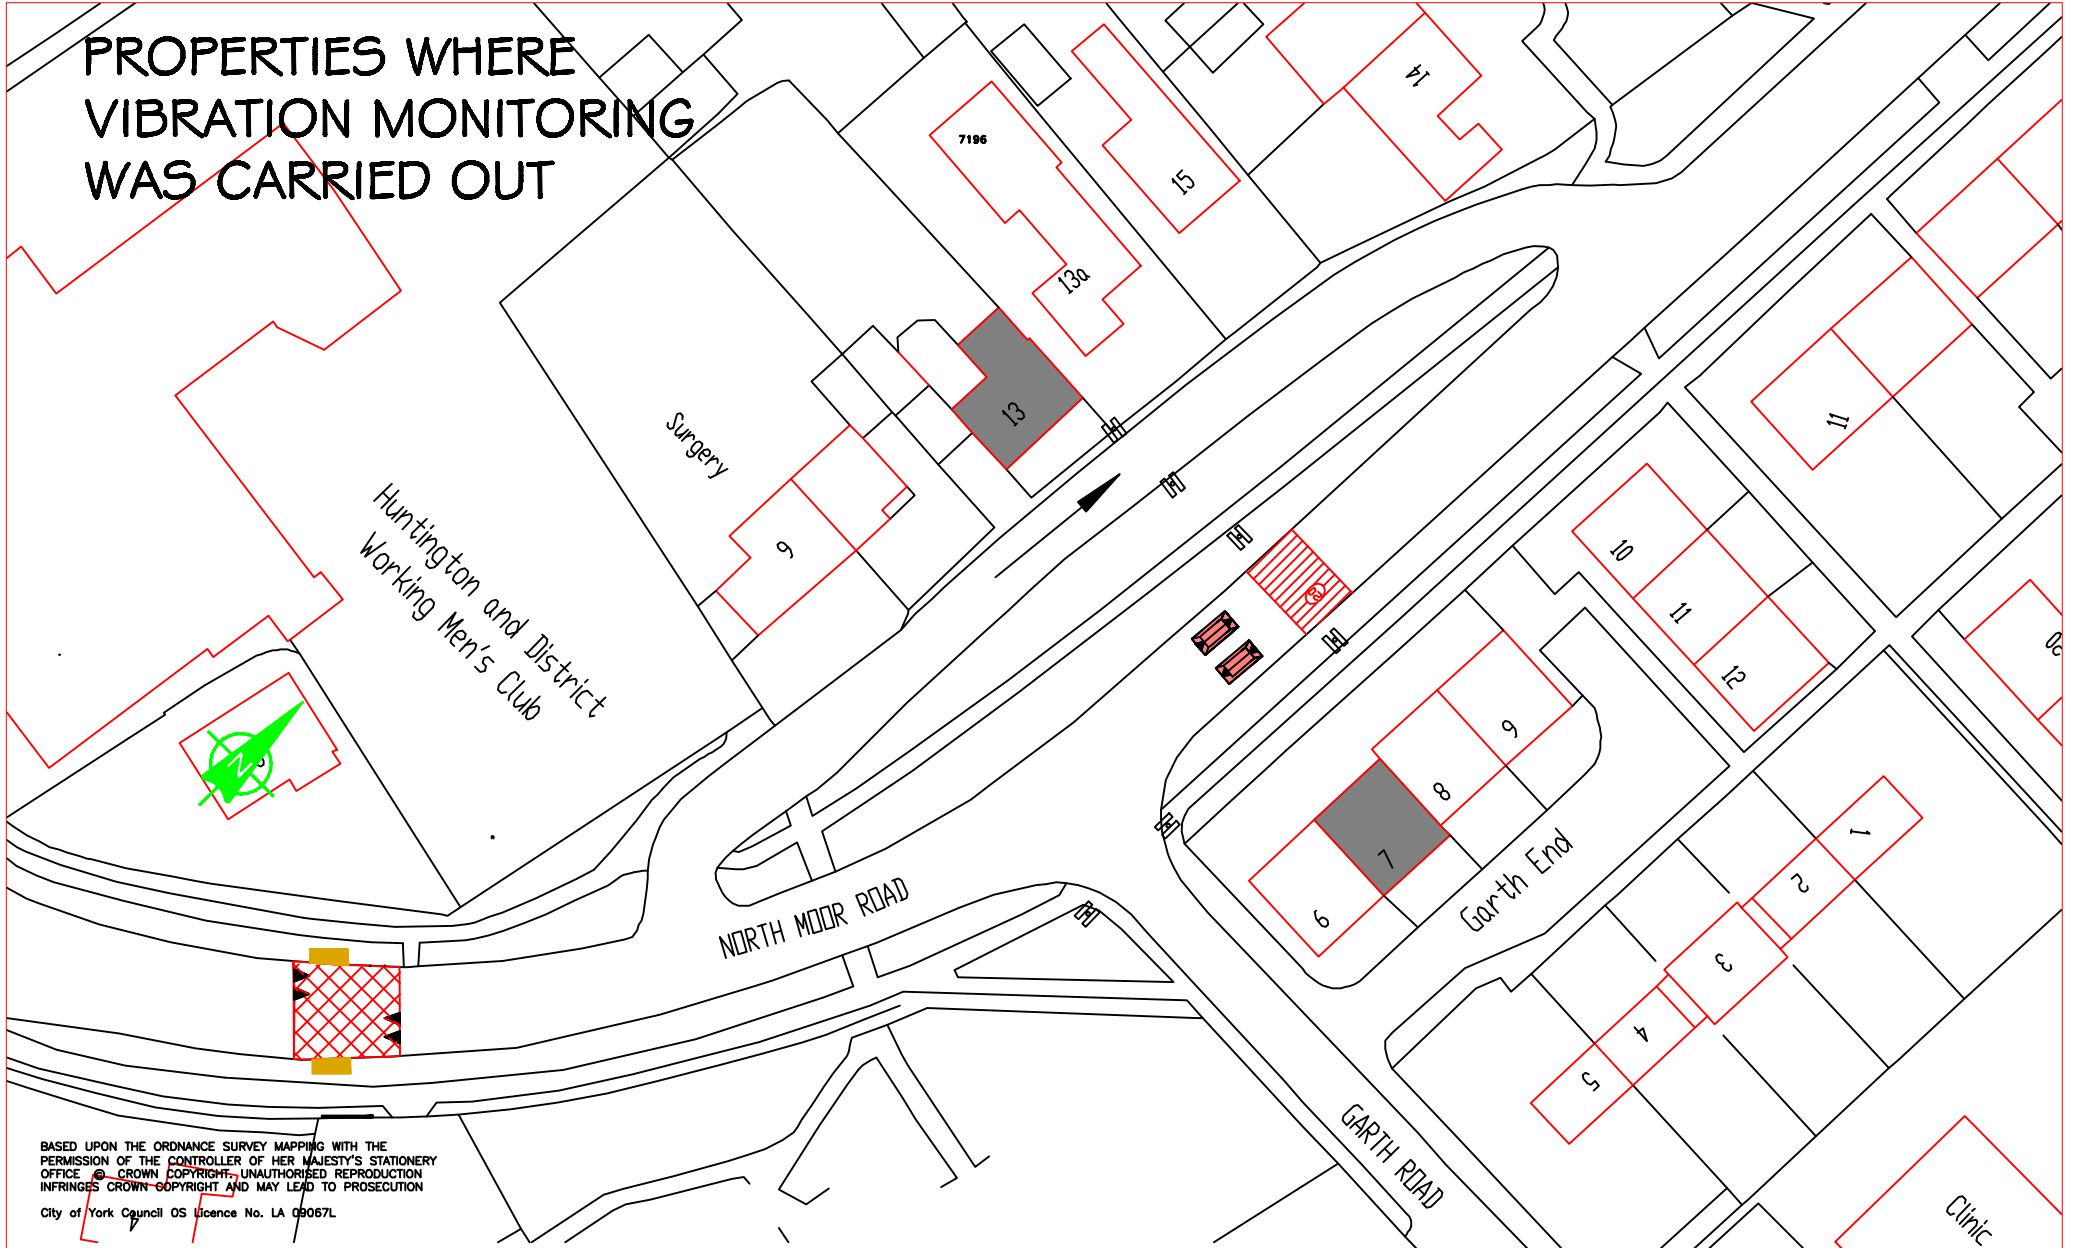 PROPERTIES WHERE
VIBRATION MONITORING
WAS CARRIED OUT
14
7196
15
13a
13
Surgery
9
11
Huntington and District
Working Men's Club
20
10
11
12
20
9
8
7
6
N
1
2
3
4
5
Garth End
NORTH MOOR ROAD
GARTH ROAD
Clinic
BASED UPON THE ORDNANCE SURVEY MAPPING WITH THE
PERMISSION OF THE CONTROLLER OF HER MAJESTY'S STATIONERY
OFFICE © CROWN COPYRIGHT. UNAUTHORISED REPRODUCTION
INFRINGES CROWN COPYRIGHT AND MAY LEAD TO PROSECUTION
City of York Council OS Licence No. LA 09067L
4